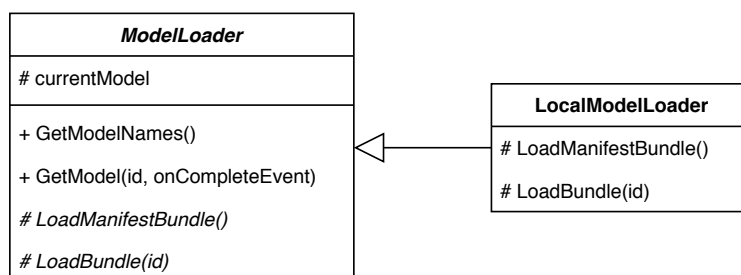 ModelLoader
# currentModel
+ GetModelNames()
+ GetModel(id, onCompleteEvent)
# LoadManifestBundle()
# LoadBundle(id)
LocalModelLoader
# LoadManifestBundle()
# LoadBundle(id)